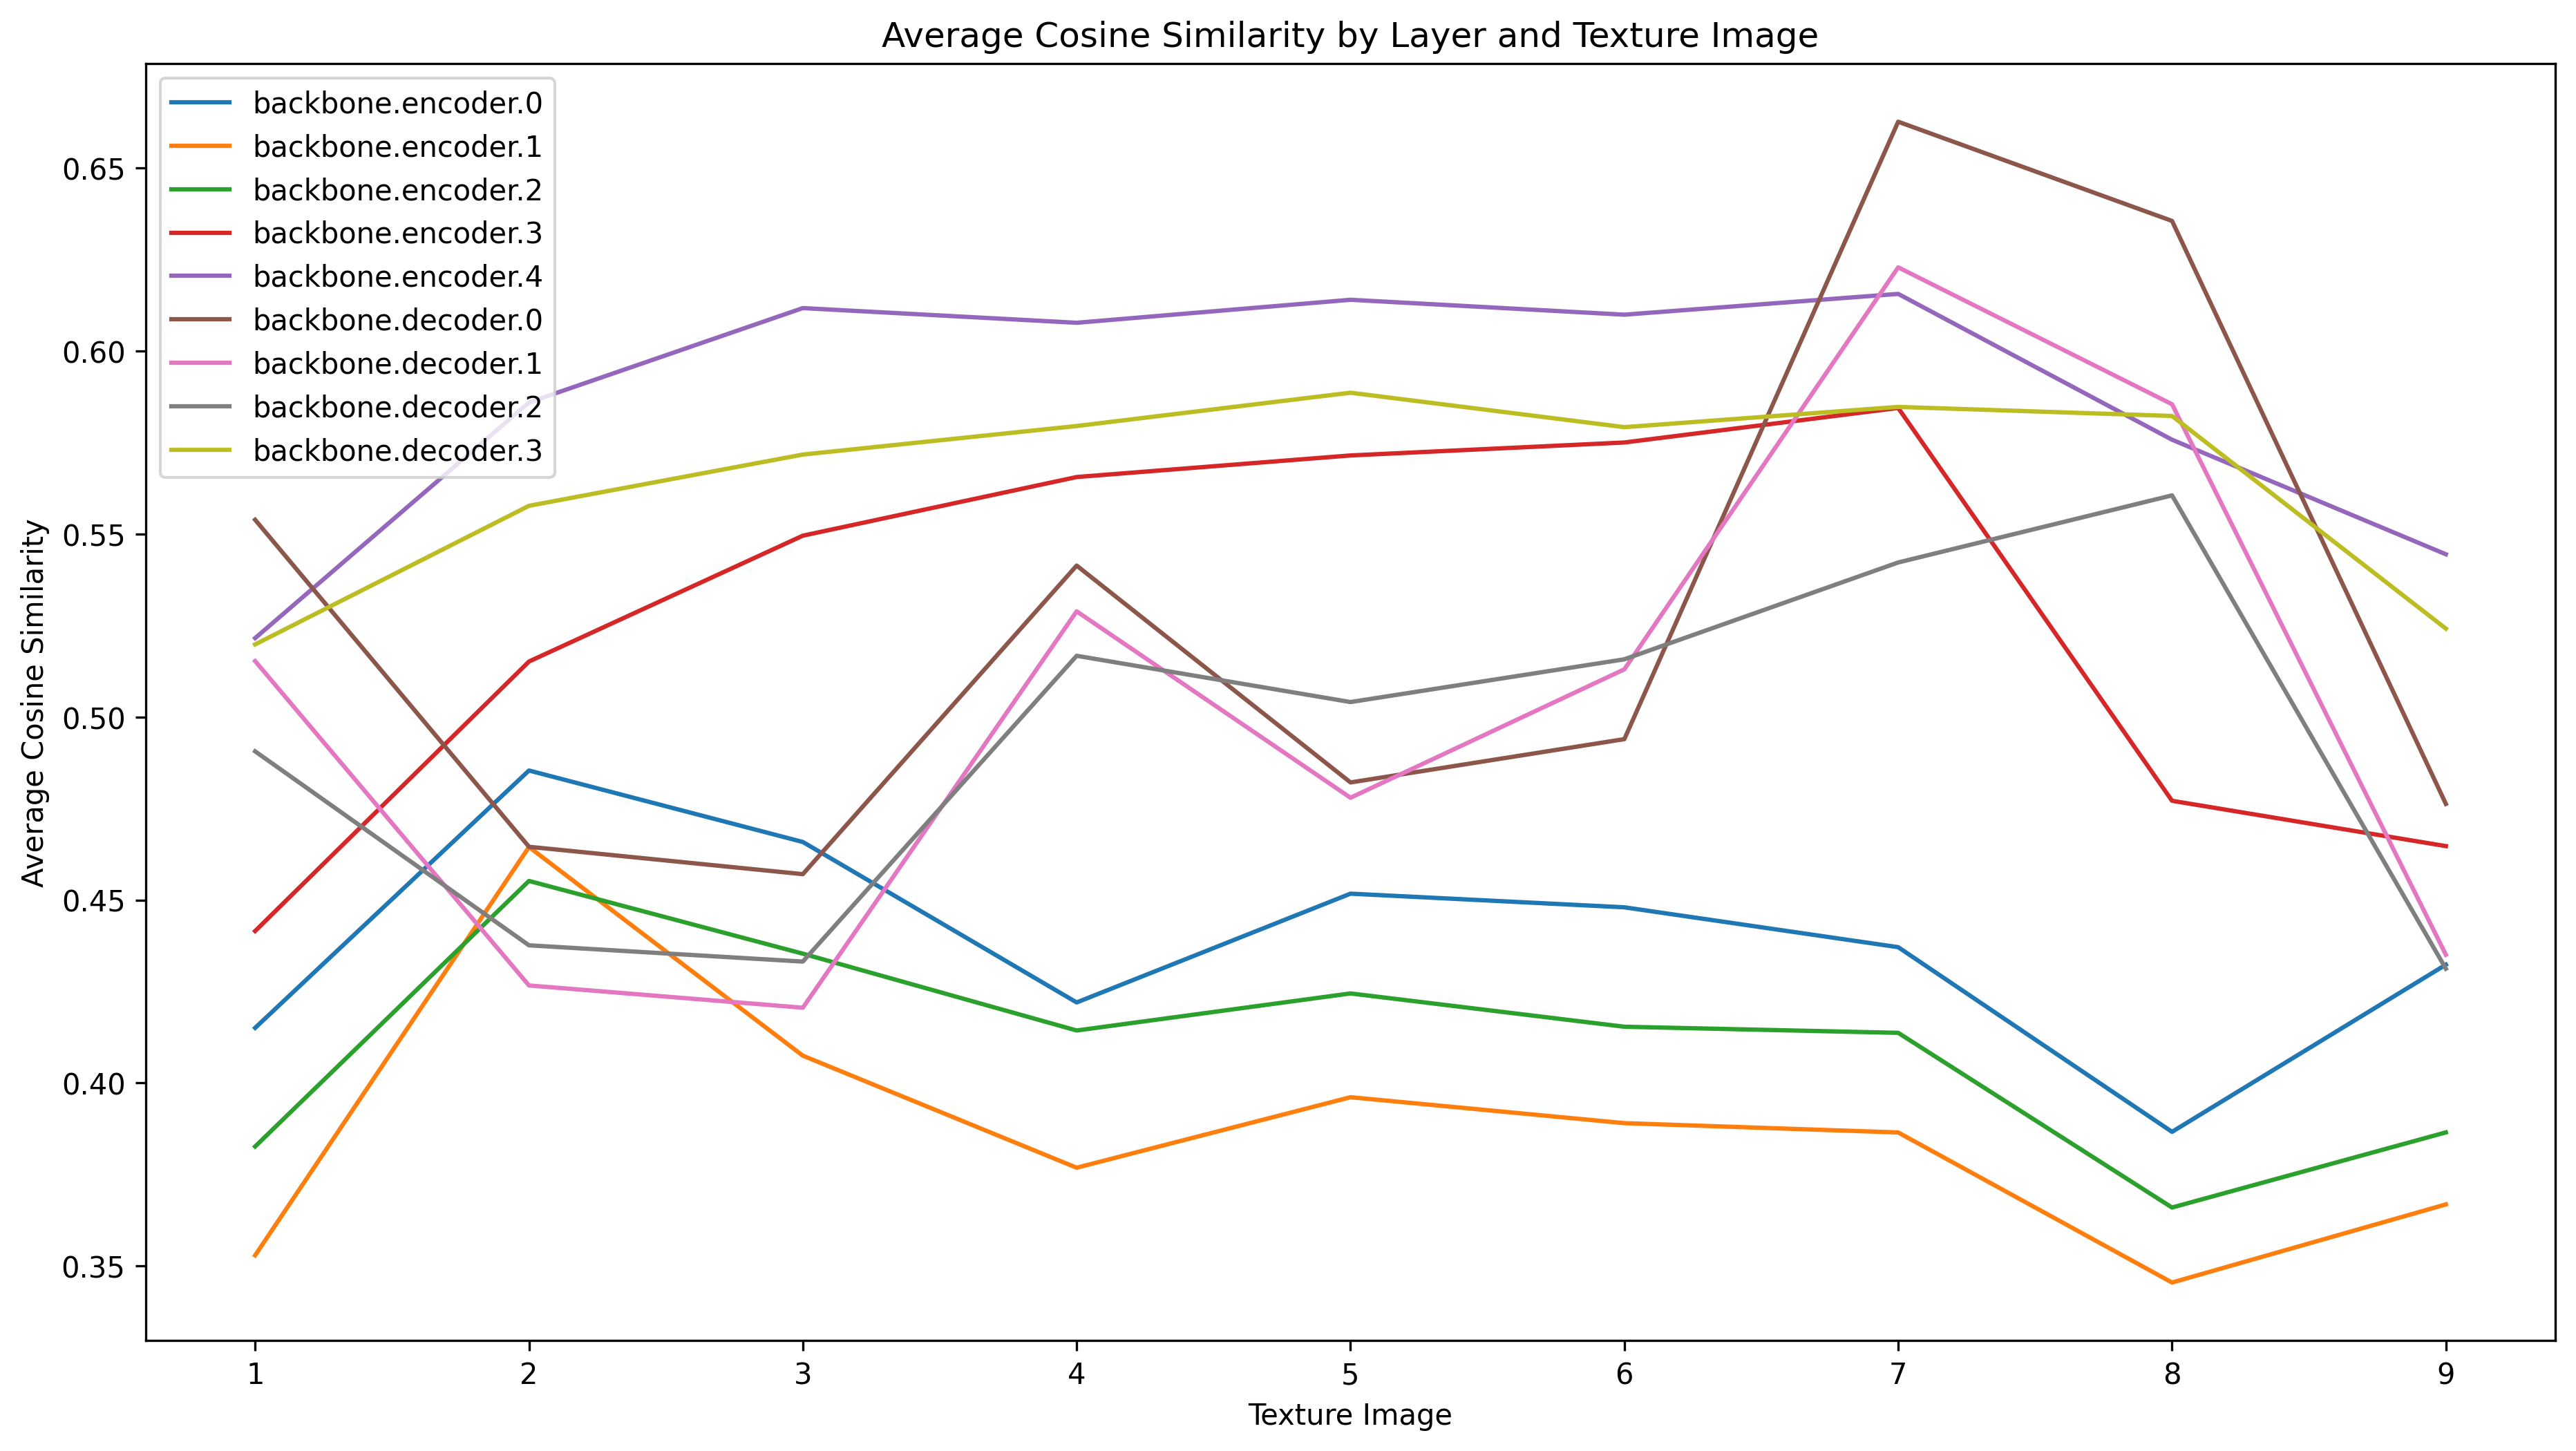 Average Cosine Similarity by Layer and Texture Image
backbone.encoder.0
backbone.encoder.1
backbone.encoder.2
backbone.encoder.3
backbone.encoder.4
backbone.decoder.0
backbone.decoder.1
backbone.decoder.2
backbone.decoder.3
Average Cosine Similarity
0.65
0.60
0.55
0.50
0.45
0.40
0.35
1 2 3 4 5 6 7 8 9
Texture Image